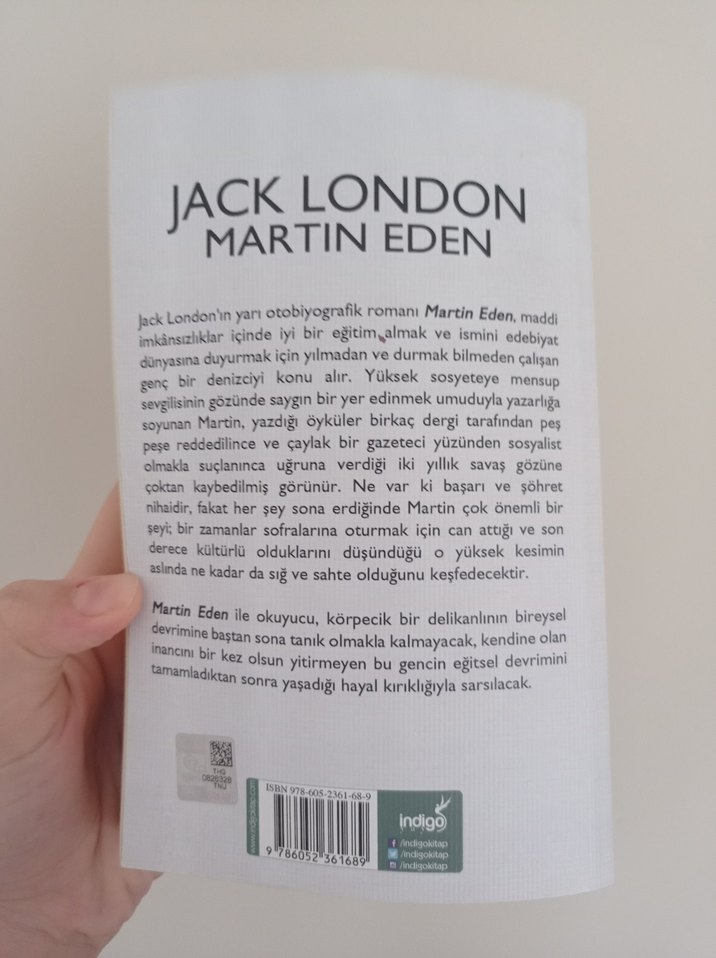 JACK LONDON
MARTIN EDEN
Jack London'ın yarı otobiyografik romanı Martin Eden, maddi
imkânsızlıklar içinde iyi bir eğitim almak ve ismini edebiyat
dünyasına duyurmak için yılmadan ve durmak bilmeden çalışan
genç bir denizciyi konu alır. Yüksek sosyeteye mensup
sevgilisinin gözünde saygın bir yer edinmek umuduyla yazarlığa
soyunan Martin, yazdığı öyküler birkaç dergi tarafından peş
peşe reddedilince ve çaylak bir gazeteci yüzünden sosyalist
olmakla suçlanınca uğruna verdiği iki yıllık savaş gözüne
çoktan kaybedilmiş görünür. Ne var ki başarı ve şöhret
nihaidir, fakat her şey sona erdiğinde Martin çok önemli bir
şeyi; bir zamanlar sofralarına oturmak için can attığı ve son
derece kültürlü olduklarını düşündüğü o yüksek kesimin
aslında ne kadar da sığ ve sahte olduğunu keşfedecektir.
Martin Eden ile okuyucu, körpecik bir delikanlının bireysel
devrimine baştan sona tanık olmakla kalmayacak, kendine olan
inancını bir kez olsun yitirmeyen bu gencin eğitsel devrimini
tamamladıktan sonra yaşadığı hayal kırıklığıyla sarsılacak.
THG
0826328
TNJ
www.indigokitap.com
ISBN 978-605-2361-68-9
9 786052 361689
indigo
KİTAP
/indigokitap
/indigokitap
/indigokitap